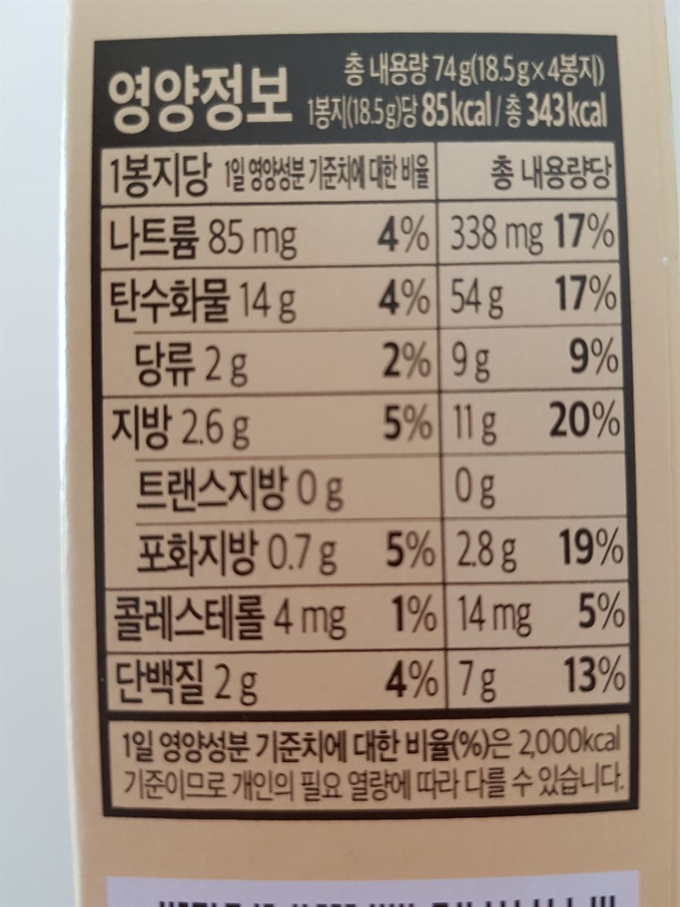 영양정보
총 내용량 74g(18.5g×4봉지)
1봉지(18.5g)당 85kcal / 총 343kcal
1봉지당 1일 영양성분 기준치에 대한 비율 총 내용량당
나트륨 85 mg 4% 338 mg 17%
탄수화물 14 g 4% 54 g 17%
당류 2 g 2% 9 g 9%
지방 2.6 g 5% 11 g 20%
트랜스지방 0 g 0 g
포화지방 0.7 g 5% 2.8 g 19%
콜레스테롤 4 mg 1% 14 mg 5%
단백질 2 g 4% 7 g 13%
1일 영양성분 기준치에 대한 비율(%)은 2,000kcal
기준이므로 개인의 필요 열량에 따라 다를 수 있습니다.